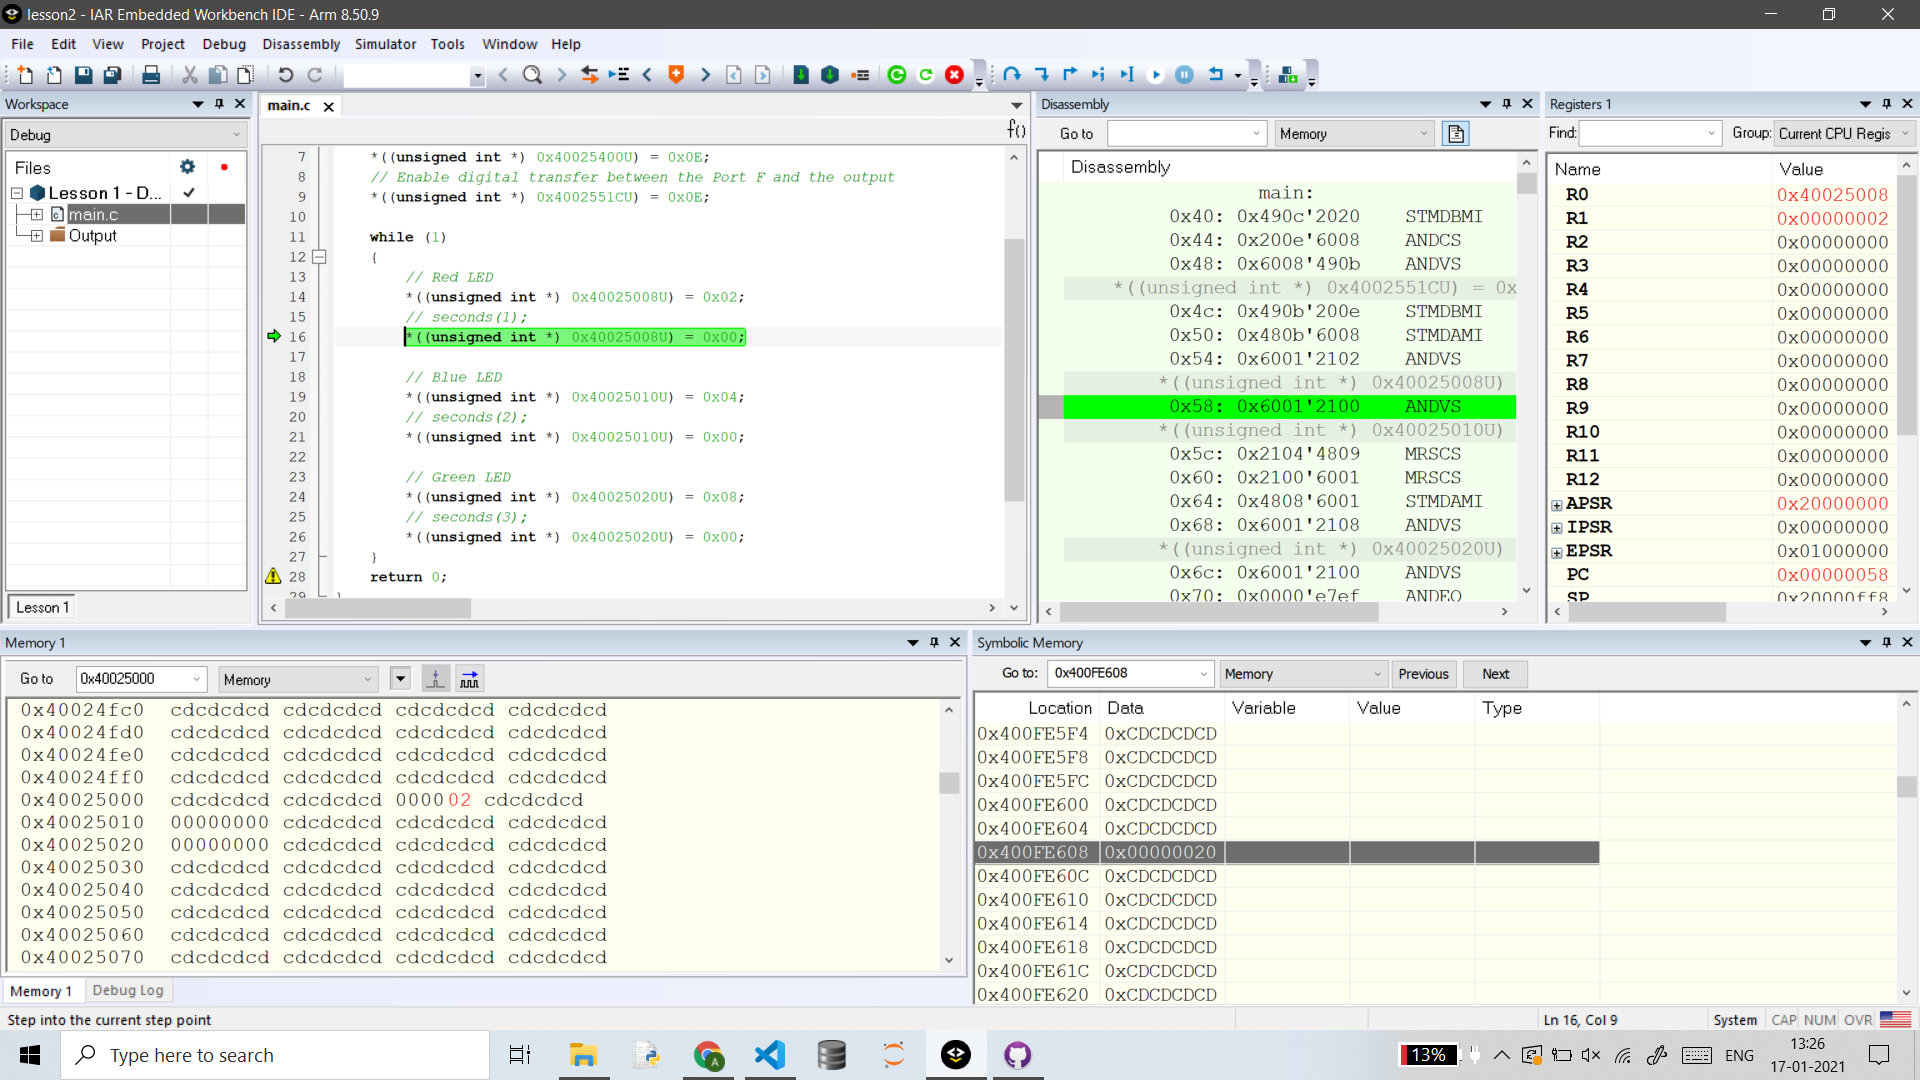 lesson2 - IAR Embedded Workbench IDE - Arm 8.50.9
File Edit View Project Debug Disassembly Simulator Tools Window Help
Workspace
Debug
Files
Lesson 1 - D...
main.c
Output
Lesson 1
main.c
f()
7 *((unsigned int *) 0x40025400U) = 0x0E;
8 // Enable digital transfer between the Port F and the output
9 *((unsigned int *) 0x4002551CU) = 0x0E;
10
11 while (1)
12 {
13 // Red LED
14 *((unsigned int *) 0x40025008U) = 0x02;
15 // seconds(1);
16 *((unsigned int *) 0x40025008U) = 0x00;
17
18 // Blue LED
19 *((unsigned int *) 0x40025010U) = 0x04;
20 // seconds(2);
21 *((unsigned int *) 0x40025010U) = 0x00;
22
23 // Green LED
24 *((unsigned int *) 0x40025020U) = 0x08;
25 // seconds(3);
26 *((unsigned int *) 0x40025020U) = 0x00;
27 }
28 return 0;
29 }
Disassembly
Go to Memory
Disassembly
main:
0x40: 0x490c'2020 STMDBMI
0x44: 0x200e'6008 ANDCS
0x48: 0x6008'490b ANDVS
*((unsigned int *) 0x4002551CU) = 0x
0x4c: 0x490b'200e STMDBMI
0x50: 0x480b'6008 STMDAMI
0x54: 0x6001'2102 ANDVS
*((unsigned int *) 0x40025008U)
0x58: 0x6001'2100 ANDVS
*((unsigned int *) 0x40025010U)
0x5c: 0x2104'4809 MRSCS
0x60: 0x2100'6001 MRSCS
0x64: 0x4808'6001 STMDAMI
0x68: 0x6001'2108 ANDVS
*((unsigned int *) 0x40025020U)
0x6c: 0x6001'2100 ANDVS
0x70: 0x0000'e7ef ANDEQ
Registers 1
Find: Group: Current CPU Regis
Name Value
R0 0x40025008
R1 0x00000002
R2 0x00000000
R3 0x00000000
R4 0x00000000
R5 0x00000000
R6 0x00000000
R7 0x00000000
R8 0x00000000
R9 0x00000000
R10 0x00000000
R11 0x00000000
R12 0x00000000
APSR 0x20000000
IPSR 0x00000000
EPSR 0x01000000
PC 0x00000058
SP 0x20000ff8
Memory 1
Go to 0x40025000 Memory
0x40024fc0 cdcdcdcd cdcdcdcd cdcdcdcd cdcdcdcd
0x40024fd0 cdcdcdcd cdcdcdcd cdcdcdcd cdcdcdcd
0x40024fe0 cdcdcdcd cdcdcdcd cdcdcdcd cdcdcdcd
0x40024ff0 cdcdcdcd cdcdcdcd cdcdcdcd cdcdcdcd
0x40025000 cdcdcdcd cdcdcdcd 000002 cdcdcdcd
0x40025010 00000000 cdcdcdcd cdcdcdcd cdcdcdcd
0x40025020 00000000 cdcdcdcd cdcdcdcd cdcdcdcd
0x40025030 cdcdcdcd cdcdcdcd cdcdcdcd cdcdcdcd
0x40025040 cdcdcdcd cdcdcdcd cdcdcdcd cdcdcdcd
0x40025050 cdcdcdcd cdcdcdcd cdcdcdcd cdcdcdcd
0x40025060 cdcdcdcd cdcdcdcd cdcdcdcd cdcdcdcd
0x40025070 cdcdcdcd cdcdcdcd cdcdcdcd cdcdcdcd
Memory 1 Debug Log
Symbolic Memory
Go to: 0x400FE608 Memory Previous Next
Location Data Variable Value Type
0x400FE5F4 0xCDCDCDCD
0x400FE5F8 0xCDCDCDCD
0x400FE5FC 0xCDCDCDCD
0x400FE600 0xCDCDCDCD
0x400FE604 0xCDCDCDCD
0x400FE608 0x00000020
0x400FE60C 0xCDCDCDCD
0x400FE610 0xCDCDCDCD
0x400FE614 0xCDCDCDCD
0x400FE618 0xCDCDCDCD
0x400FE61C 0xCDCDCDCD
0x400FE620 0xCDCDCDCD
Step into the current step point
Ln 16, Col 9 System CAP NUM OVR
Type here to search
13% ENG
13:26
17-01-2021